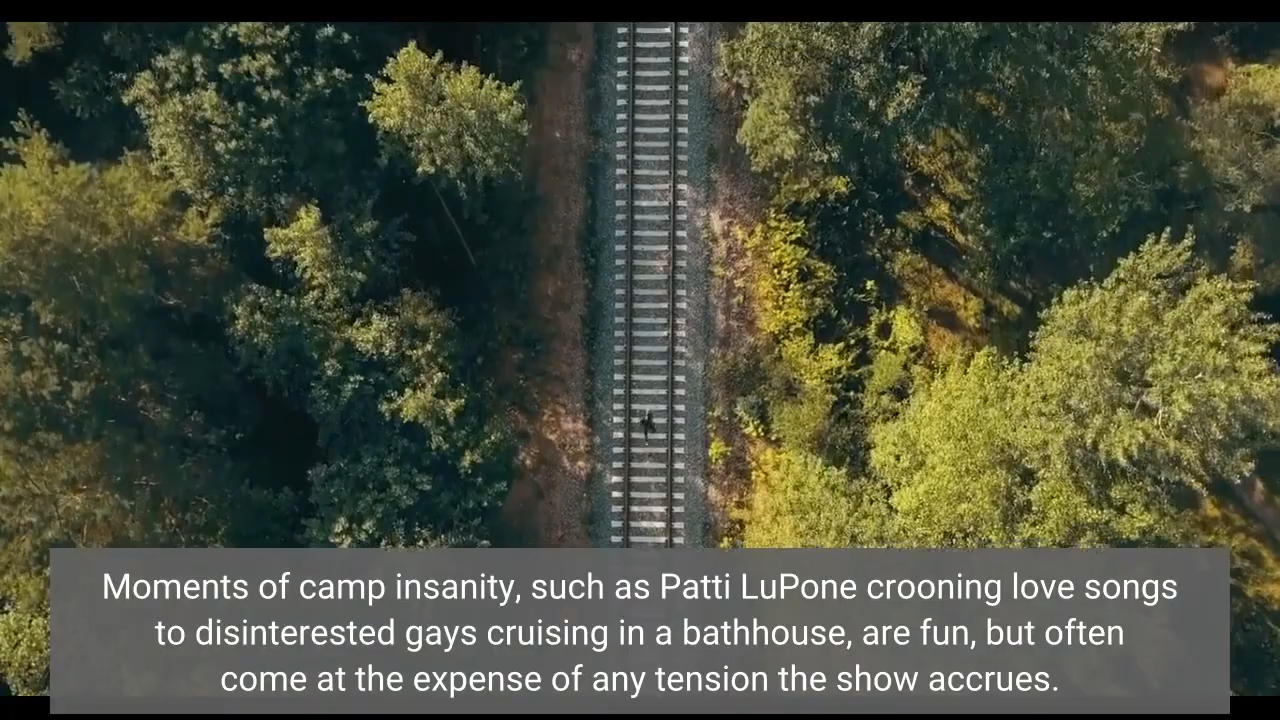 Moments of camp insanity, such as Patti LuPone crooning love songs
to disinterested gays cruising in a bathhouse, are fun, but often
come at the expense of any tension the show accrues.